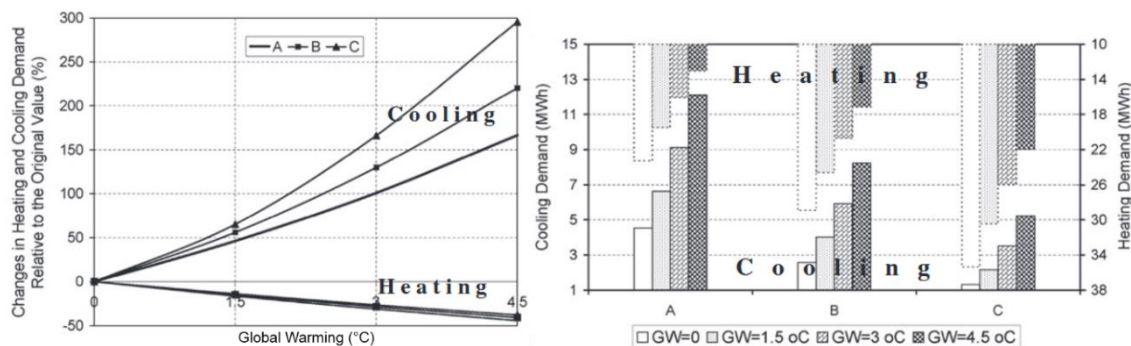 Changes in Heating and Cooling Demand
Relative to the Original Value (%)
300
250
200
150
100
50
0
-50
A B C
Cooling
Heating
0 1.5 3 4.5
Global Warming (°C)
Cooling Demand (MWh)
15
13
11
9
7
5
3
1
Heating
Cooling
10
14
18
22
26
30
34
38
Heating Demand (MWh)
A B C
GW=0 GW=1.5 oC GW=3 oC GW=4.5 oC